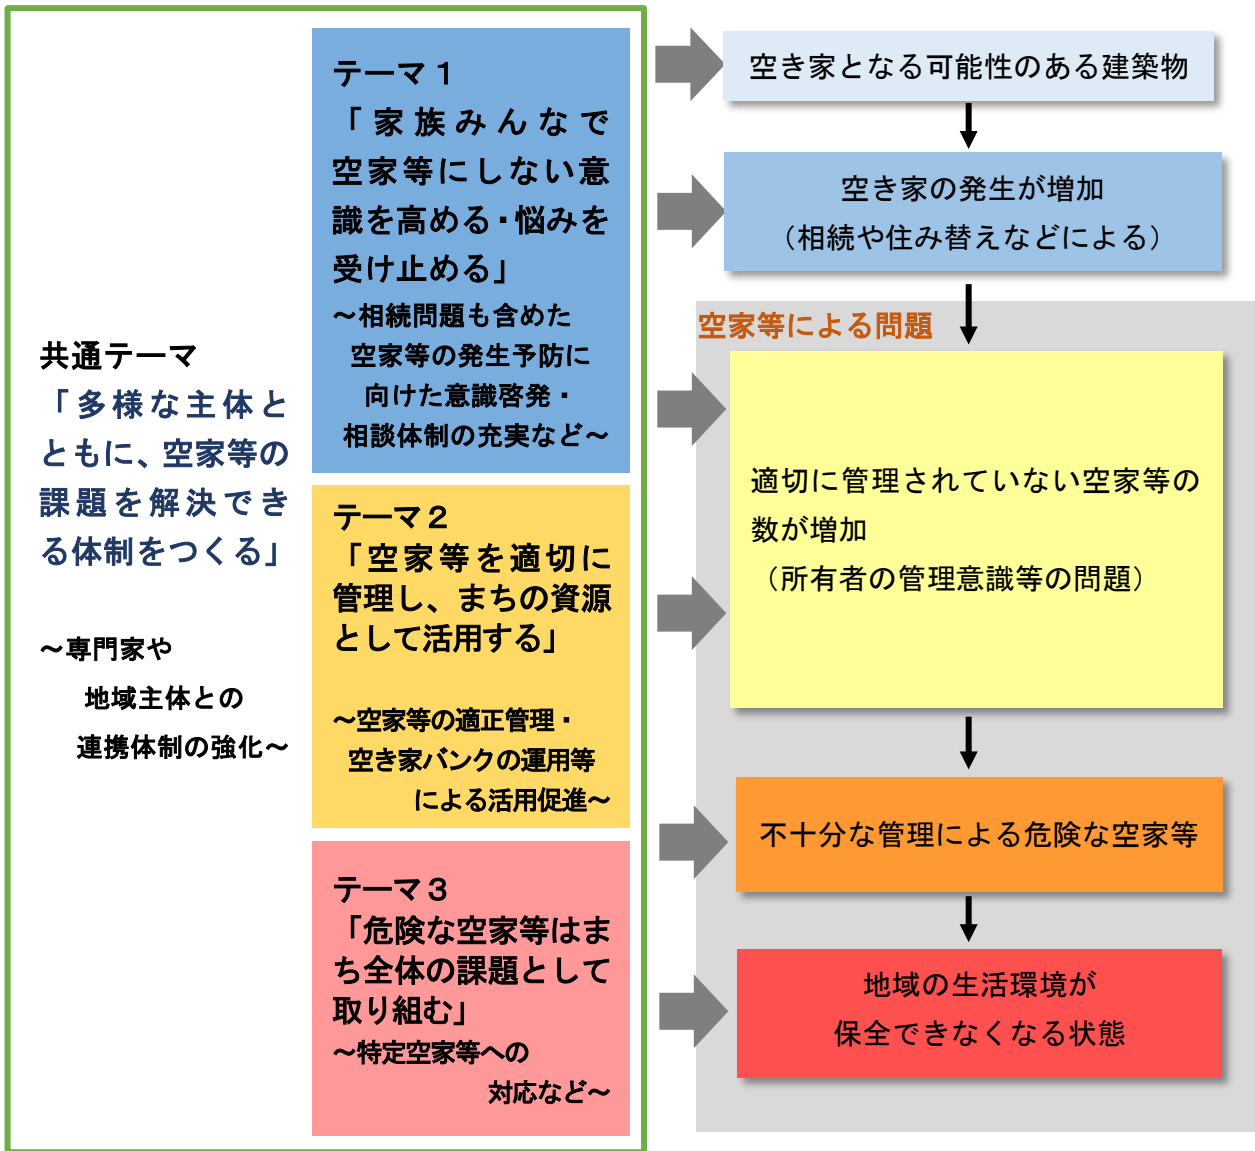 共通テーマ
「多様な主体と
ともに、空家等の
課題を解決でき
る体制をつくる」
~専門家や
地域主体との
連携体制の強化~
テーマ1
「家族みんなで
空家等にしない意
識を高める・悩みを
受け止める」
~相続問題も含めた
空家等の発生予防に
向けた意識啓発・
相談体制の充実など~
テーマ2
「空家等を適切に
管理し、まちの資源
として活用する」
~空家等の適正管理・
空き家バンクの運用等
による活用促進~
テーマ3
「危険な空家等はま
ち全体の課題として
取り組む」
~特定空家等への
対応など~
空き家となる可能性のある建築物
空き家の発生が増加
(相続や住み替えなどによる)
空家等による問題
適切に管理されていない空家等の
数が増加
(所有者の管理意識等の問題)
不十分な管理による危険な空家等
地域の生活環境が
保全できなくなる状態